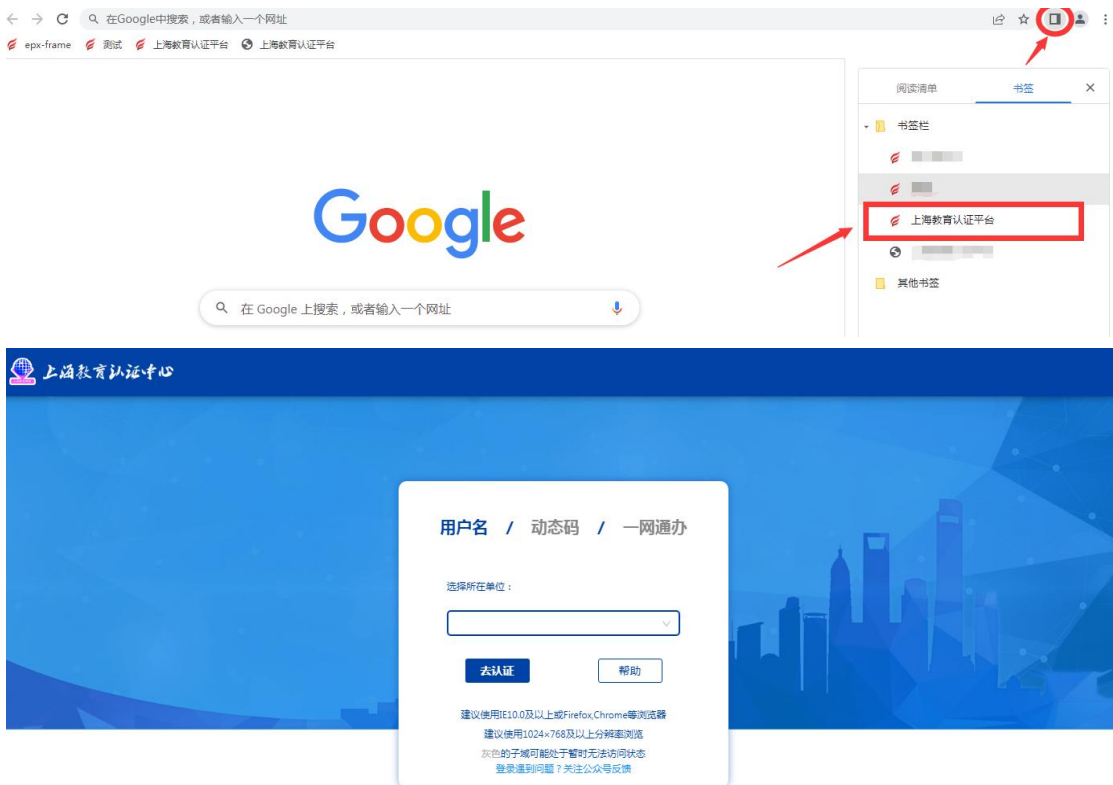 在Google中搜索，或者输入一个网址
epx-frame 测试 上海教育认证平台 上海教育认证平台
阅读清单 书签
书签栏
上海教育认证平台
其他书签
Google
在 Google 上搜索，或者输入一个网址
上海教育认证中心
用户名 / 动态码 / 一网通办
选择所在单位：
去认证 帮助
建议使用IE10.0及以上或Firefox,Chrome等浏览器
建议使用1024×768及以上分辨率浏览
灰色的子域可能处于暂时无法访问状态
登录遇到问题？关注公众号反馈